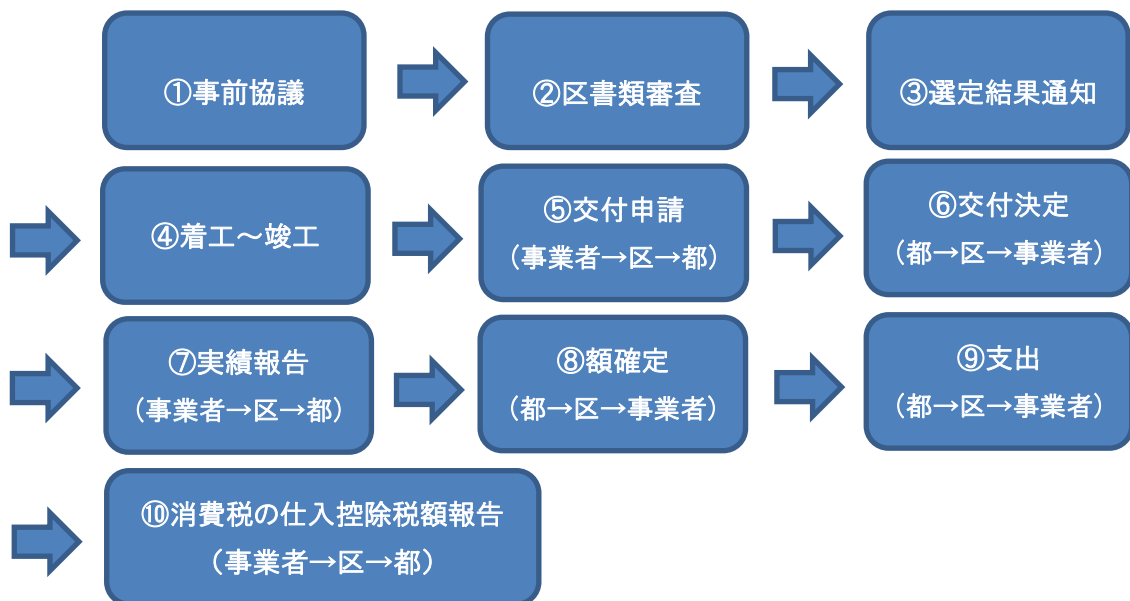 ①事前協議
②区書類審査
③選定結果通知
④着工～竣工
⑤交付申請
（事業者→区→都）
⑥交付決定
（都→区→事業者）
⑦実績報告
（事業者→区→都）
⑧額確定
（都→区→事業者）
⑨支出
（都→区→事業者）
⑩消費税の仕入控除税額報告
（事業者→区→都）